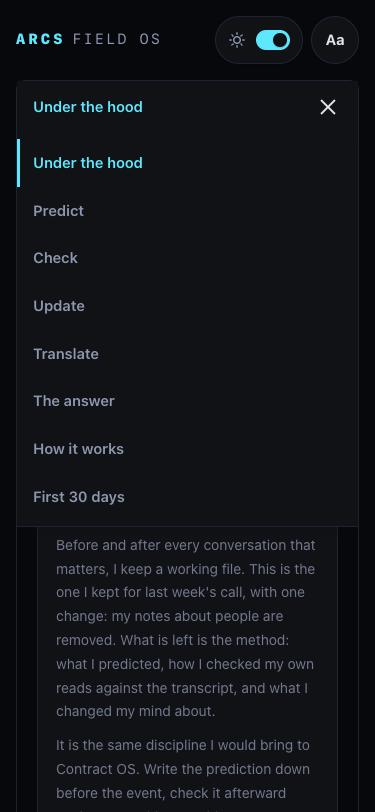 ARCS FIELD OS
Aa
Under the hood
Under the hood
Predict
Check
Update
Translate
The answer
How it works
First 30 days
Before and after every conversation that
matters, I keep a working file. This is the
one I kept for last week's call, with one
change: my notes about people are
removed. What is left is the method:
what I predicted, how I checked my own
reads against the transcript, and what I
changed my mind about.
It is the same discipline I would bring to
Contract OS. Write the prediction down
before the event, check it afterward